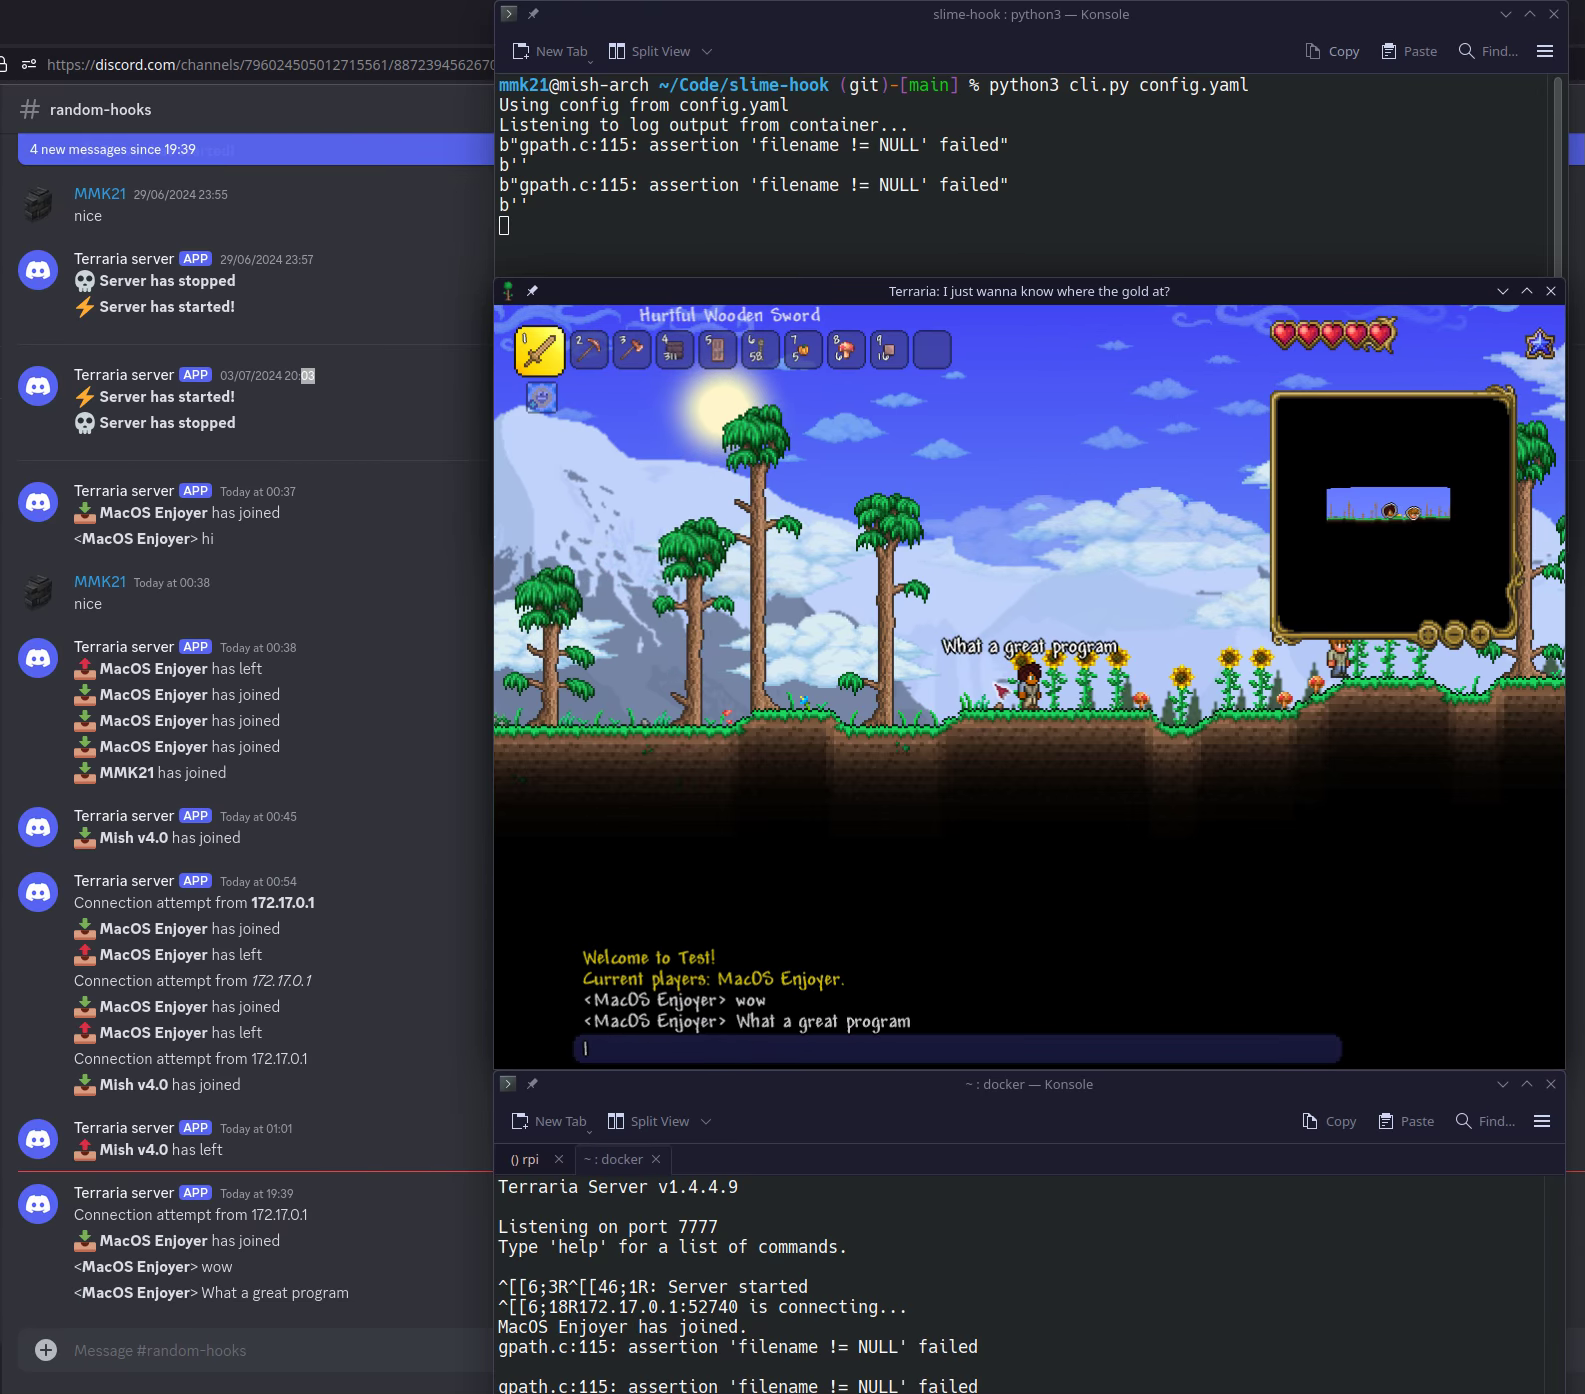 https://discord.com/channels/796024505012715561/8872394562670
# random-hooks
4 new messages since 19:39
MMK21 29/06/2024 23:55
nice
Terraria server APP 29/06/2024 23:57
Server has stopped
Server has started!
Terraria server APP 03/07/2024 20:03
Server has started!
Server has stopped
Terraria server APP Today at 00:37
MacOS Enjoyer has joined
<MacOS Enjoyer> hi
MMK21 Today at 00:38
nice
Terraria server APP Today at 00:38
MacOS Enjoyer has left
MacOS Enjoyer has joined
MacOS Enjoyer has joined
MacOS Enjoyer has joined
MMK21 has joined
Terraria server APP Today at 00:45
Mish v4.0 has joined
Terraria server APP Today at 00:54
Connection attempt from 172.17.0.1
MacOS Enjoyer has joined
MacOS Enjoyer has left
Connection attempt from 172.17.0.1
MacOS Enjoyer has joined
MacOS Enjoyer has left
Connection attempt from 172.17.0.1
Mish v4.0 has joined
Terraria server APP Today at 01:01
Mish v4.0 has left
Terraria server APP Today at 19:39
Connection attempt from 172.17.0.1
MacOS Enjoyer has joined
<MacOS Enjoyer> wow
<MacOS Enjoyer> What a great program
Message #random-hooks
slime-hook : python3 — Konsole
New Tab Split View Copy Paste Find...
mmk21@mish-arch ~/Code/slime-hook (git)-[main] % python3 cli.py config.yaml
Using config from config.yaml
Listening to log output from container...
b"gpath.c:115: assertion 'filename != NULL' failed"
b''
b"gpath.c:115: assertion 'filename != NULL' failed"
b''
Terraria: I just wanna know where the gold at?
Hurtful Wooden Sword
1 2 3 4 5 6 7 8 9
311 58 5 6 16
What a great program
Welcome to Test!
Current players: MacOS Enjoyer.
<MacOS Enjoyer> wow
<MacOS Enjoyer> What a great program
~ : docker — Konsole
New Tab Split View Copy Paste Find...
() rpi ~ : docker
Terraria Server v1.4.4.9
Listening on port 7777
Type 'help' for a list of commands.
^[[6;3R^[[46;1R: Server started
^[[6;18R172.17.0.1:52740 is connecting...
MacOS Enjoyer has joined.
gpath.c:115: assertion 'filename != NULL' failed
gpath.c:115: assertion 'filename != NULL' failed